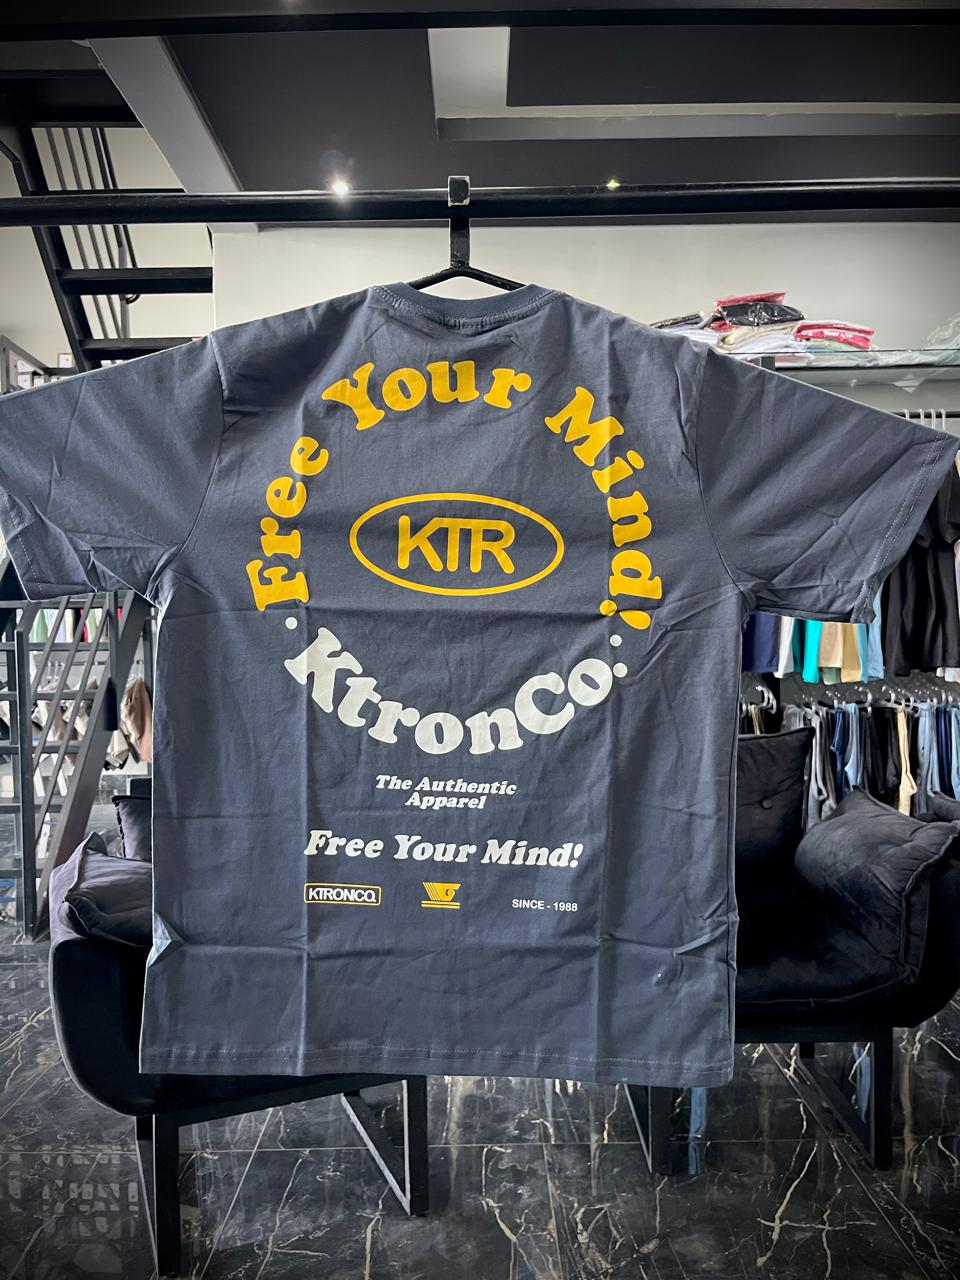 Free Your Mind!
KTR
· KtronCo. ·
The Authentic
Apparel
Free Your Mind!
KTRONCO.
SINCE - 1988